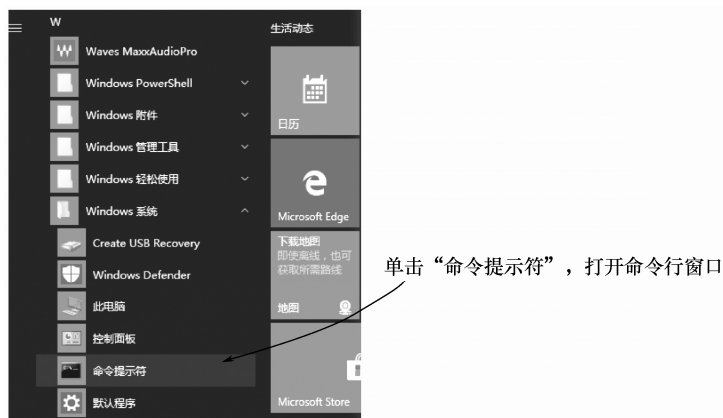 W
Waves MaxxAudioPro
Windows PowerShell
Windows 附件
Windows 管理工具
Windows 轻松使用
Windows 系统
Create USB Recovery
Windows Defender
此电脑
控制面板
命令提示符
默认程序
生活动态
日历
Microsoft Edge
下载地图
即使离线，也可
获取所需路线
地图
Microsoft Store
单击“命令提示符”，打开命令行窗口